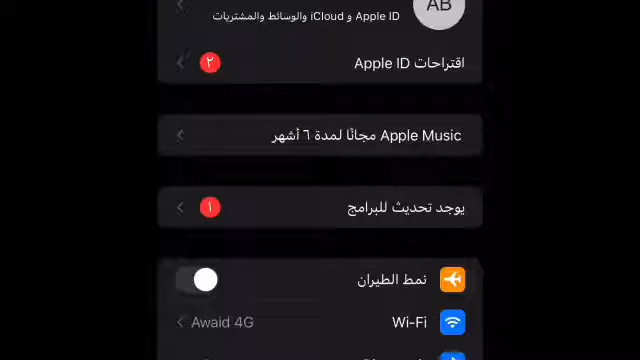 AB
Apple ID و iCloud والوسائط والمشتريات
اقتراحات Apple ID ٢
Apple Music مجانًا لمدة ٦ أشهر
يوجد تحديث للبرامج ١
نمط الطيران
Wi-Fi Awaid 4G